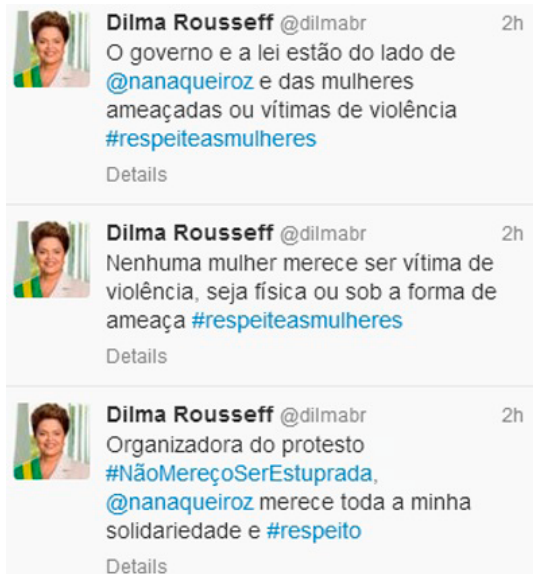 Dilma Rousseff @dilmabr 2h
O governo e a lei estão do lado de
@nanaqueiroz e das mulheres
ameaçadas ou vítimas de violência
#respeiteasmulheres
Details
Dilma Rousseff @dilmabr 2h
Nenhuma mulher merece ser vítima de
violência, seja física ou sob a forma de
ameaça #respeiteasmulheres
Details
Dilma Rousseff @dilmabr 2h
Organizadora do protesto
#NãoMereçoSerEstuprada,
@nanaqueiroz merece toda a minha
solidariedade e #respeito
Details